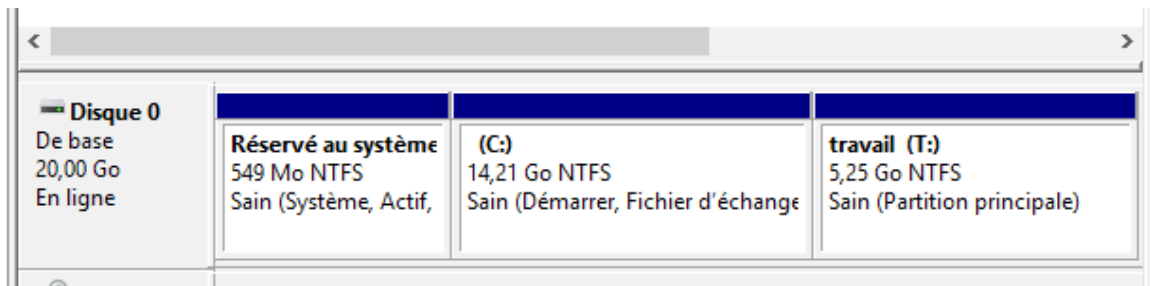 Disque 0
De base
20,00 Go
En ligne
Réservé au système
549 Mo NTFS
Sain (Système, Actif,
(C:)
14,21 Go NTFS
Sain (Démarrer, Fichier d'échange
travail (T:)
5,25 Go NTFS
Sain (Partition principale)